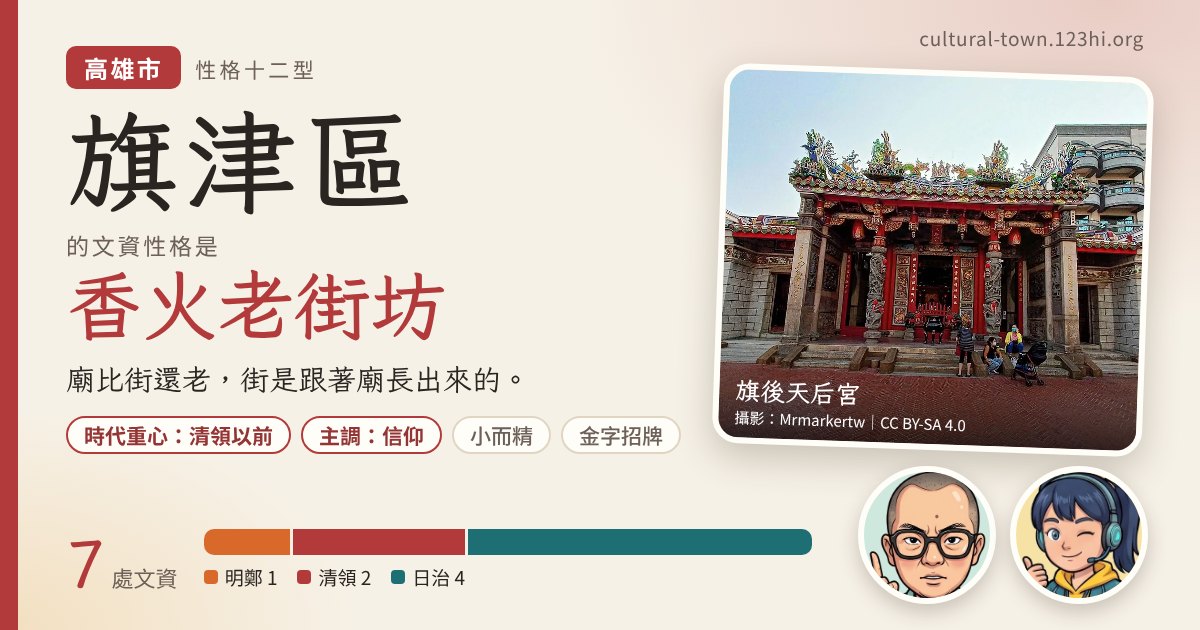 cultural-town.123hi.org
高雄市 性格十二型
旗津區
的文資性格是
香火老街坊
廟比街還老，街是跟著廟長出來的。
時代重心：清領以前 主調：信仰 小而精 金字招牌
旗後天后宮
攝影：Mrmarkertw｜CC BY-SA 4.0
7 處文資
明鄭 1 清領 2 日治 4